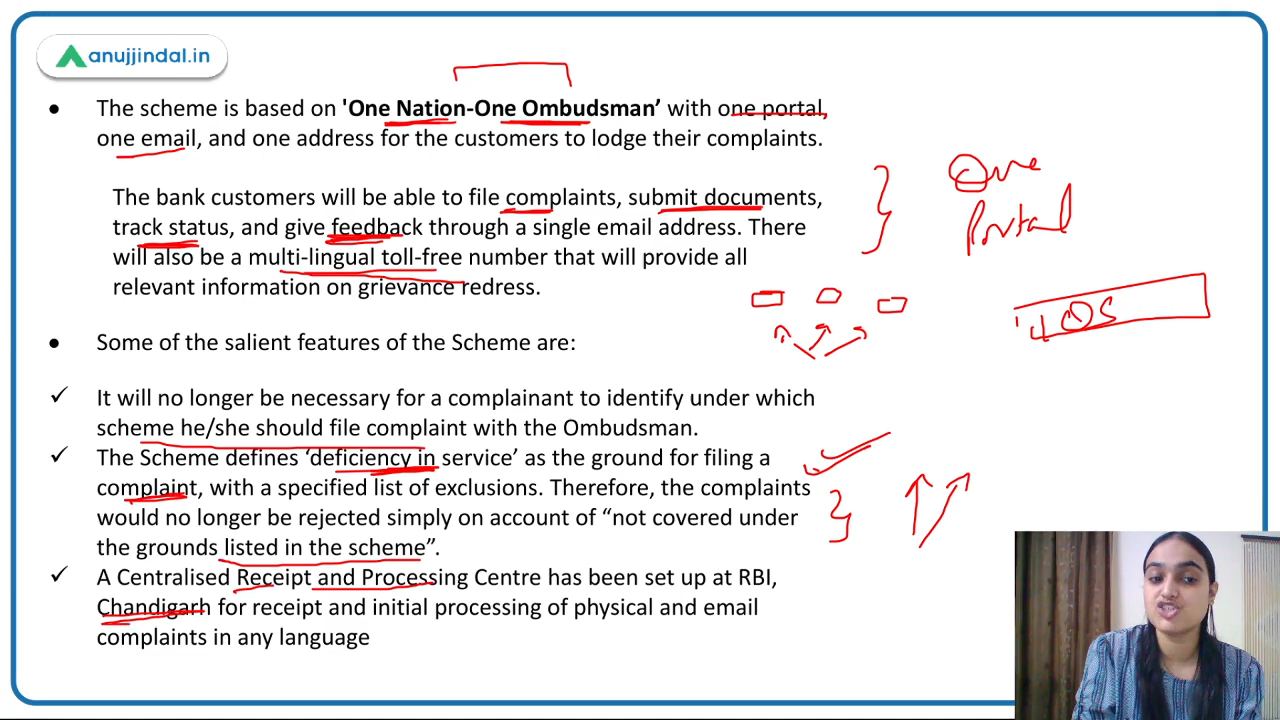 anujjindal.in
• The scheme is based on 'One Nation-One Ombudsman’ with one portal,
one email, and one address for the customers to lodge their complaints.
The bank customers will be able to file complaints, submit documents,
track status, and give feedback through a single email address. There
will also be a multi-lingual toll-free number that will provide all
relevant information on grievance redress.
One
Portal
• Some of the salient features of the Scheme are:
✓ It will no longer be necessary for a complainant to identify under which
scheme he/she should file complaint with the Ombudsman.
✓ The Scheme defines ‘deficiency in service’ as the ground for filing a
complaint, with a specified list of exclusions. Therefore, the complaints
would no longer be rejected simply on account of “not covered under
the grounds listed in the scheme”.
✓ A Centralised Receipt and Processing Centre has been set up at RBI,
Chandigarh for receipt and initial processing of physical and email
complaints in any language